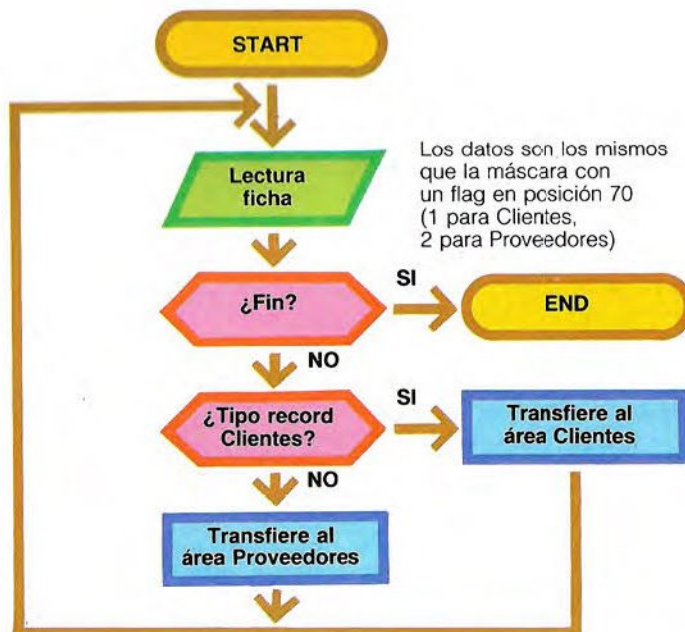 START
Lectura
ficha
Los datos son los mismos
que la máscara con
un flag en posición 70
(1 para Clientes,
2 para Proveedores)
¿Fin?
SI
END
NO
¿Tipo record
Clientes?
SI
Transfiere al
área Clientes
NO
Transfiere al
área Proveedores